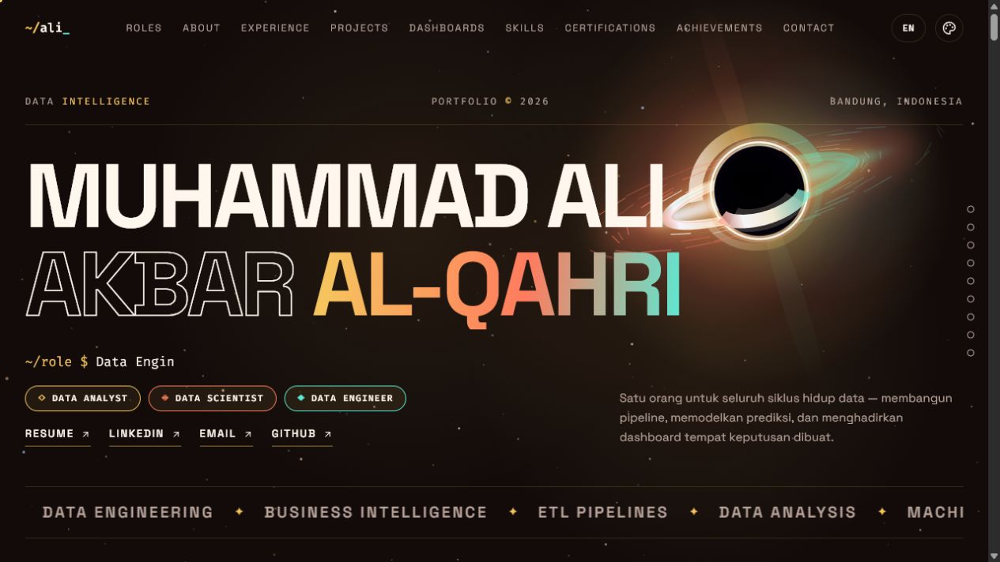 ~/ali_
ROLES ABOUT EXPERIENCE PROJECTS DASHBOARDS SKILLS CERTIFICATIONS ACHIEVEMENTS CONTACT
EN
DATA INTELLIGENCE
PORTFOLIO © 2026
BANDUNG, INDONESIA
MUHAMMAD ALI
AKBAR AL-QAHRI
~/role $ Data Engin
DATA ANALYST
DATA SCIENTIST
DATA ENGINEER
RESUME ↗ LINKEDIN ↗ EMAIL ↗ GITHUB ↗
Satu orang untuk seluruh siklus hidup data — membangun
pipeline, memodelkan prediksi, dan menghadirkan
dashboard tempat keputusan dibuat.
DATA ENGINEERING ✦ BUSINESS INTELLIGENCE ✦ ETL PIPELINES ✦ DATA ANALYSIS ✦ MACHI